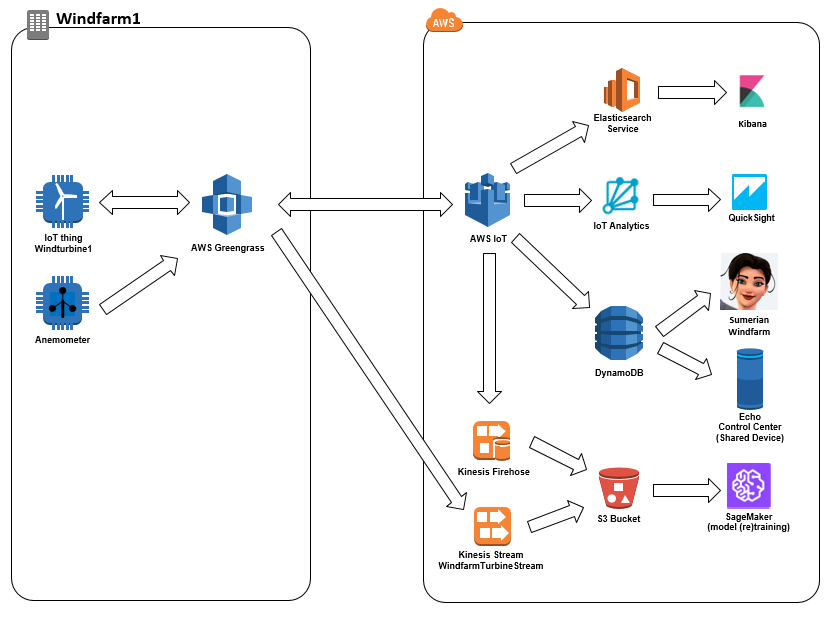 Windfarm1
IoT thing
Windturbine1
Anemometer
AWS Greengrass
AWS
AWS IoT
Elasticsearch
Service
Kibana
IoT Analytics
QuickSight
DynamoDB
Sumerian
Windfarm
Echo
Control Center
(Shared Device)
Kinesis Firehose
Kinesis Stream
WindfarmTurbineStream
S3 Bucket
SageMaker
(model (re)training)